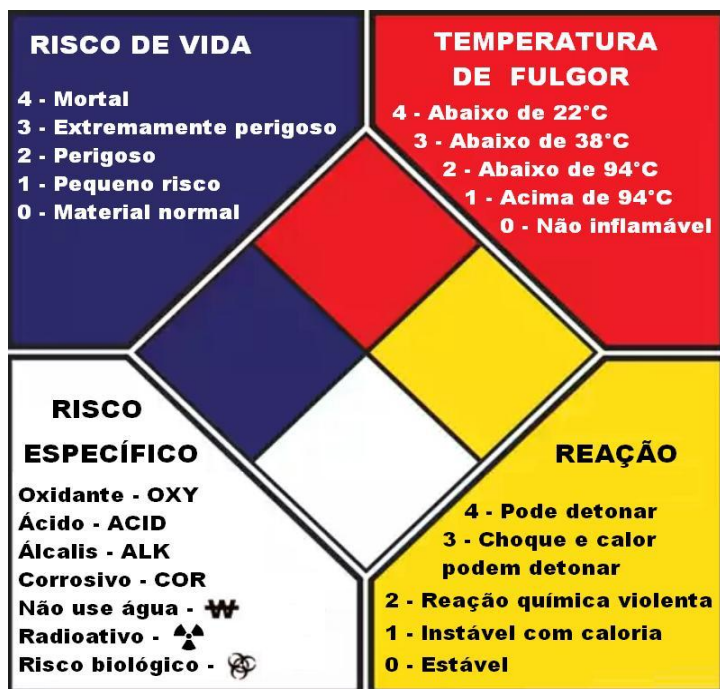 RISCO DE VIDA
4 - Mortal
3 - Extremamente perigoso
2 - Perigoso
1 - Pequeno risco
0 - Material normal
TEMPERATURA
DE FULGOR
4 - Abaixo de 22°C
3 - Abaixo de 38°C
2 - Abaixo de 94°C
1 - Acima de 94°C
0 - Não inflamável
RISCO
ESPECÍFICO
Oxidante - OXY
Ácido - ACID
Álcalis - ALK
Corrosivo - COR
Não use água - W
Radioativo -
Risco biológico -
REAÇÃO
4 - Pode detonar
3 - Choque e calor
podem detonar
2 - Reação química violenta
1 - Instável com caloria
0 - Estável